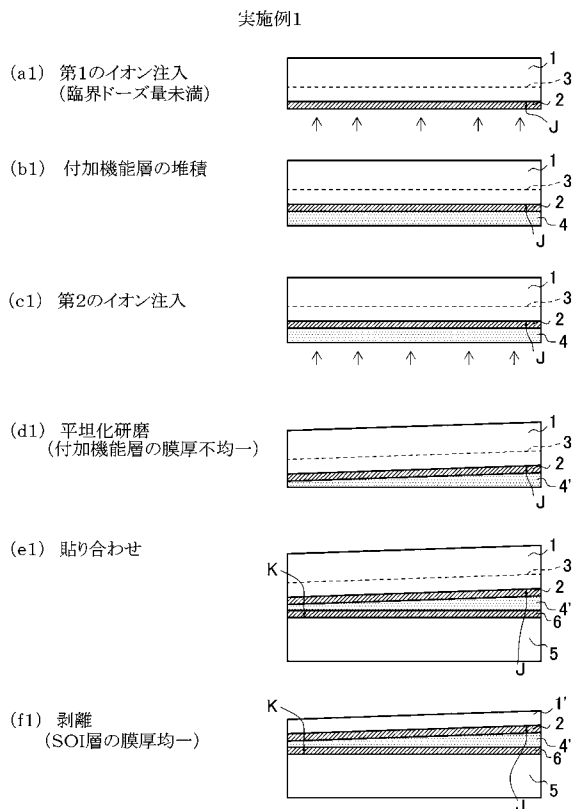 実施例1
(a1) 第1のイオン注入
(臨界ドーズ量未満)
1
3
2
J
(b1) 付加機能層の堆積
1
3
2
4
J
(c1) 第2のイオン注入
1
3
2
J
4
(d1) 平坦化研磨
(付加機能層の膜厚不均一)
1
3
2
4'
J
(e1) 貼り合わせ
K
1
3
2
4'
6
5
J
(f1) 剥離
(SOI層の膜厚均一)
K
1'
2
4'
6
5
J